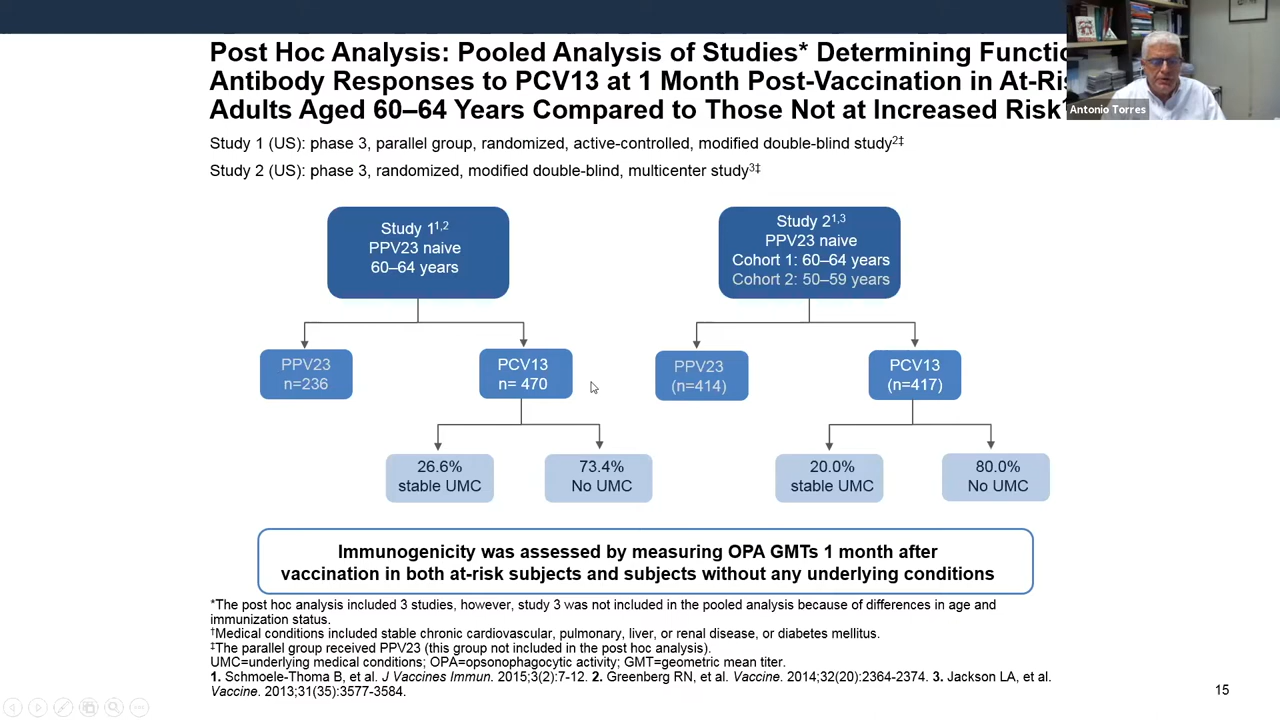 Post Hoc Analysis: Pooled Analysis of Studies* Determining
Antibody Responses to PCV13 at 1 Month Post-Vaccination in
Adults Aged 60–64 Years Compared to Those Not at Increased Risk
Antonio Torres
Study 1 (US): phase 3, parallel group, randomized, active-controlled, modified double-blind study2‡
Study 2 (US): phase 3, randomized, modified double-blind, multicenter study3‡
Study 11,2
PPV23 naive
60–64 years
Study 21,3
PPV23 naive
Cohort 1: 60–64 years
Cohort 2: 50–59 years
PPV23
n=236
PCV13
n= 470
PPV23
(n=414)
PCV13
(n=417)
26.6%
stable UMC
73.4%
No UMC
20.0%
stable UMC
80.0%
No UMC
Immunogenicity was assessed by measuring OPA GMTs 1 month after
vaccination in both at-risk subjects and subjects without any underlying conditions
*The post hoc analysis included 3 studies, however, study 3 was not included in the pooled analysis because of differences in age and
immunization status.
†Medical conditions included stable chronic cardiovascular, pulmonary, liver, or renal disease, or diabetes mellitus.
‡The parallel group received PPV23 (this group not included in the post hoc analysis).
UMC=underlying medical conditions; OPA=opsonophagocytic activity; GMT=geometric mean titer.
1. Schmoele-Thoma B, et al. J Vaccines Immun. 2015;3(2):7-12. 2. Greenberg RN, et al. Vaccine. 2014;32(20):2364-2374. 3. Jackson LA, et al.
Vaccine. 2013;31(35):3577-3584.
15